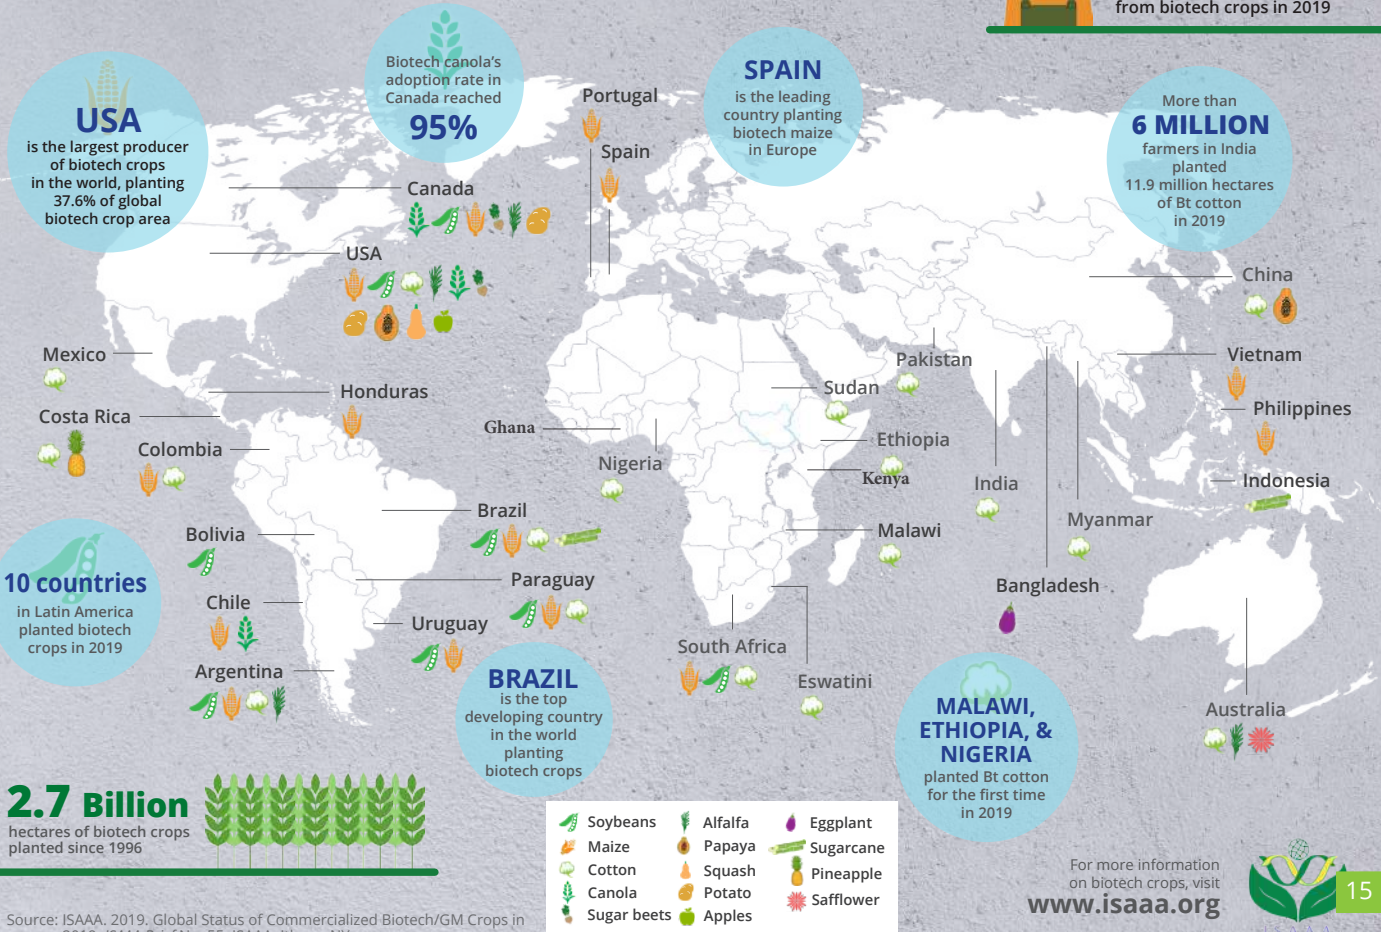 from biotech crops in 2019
USA
is the largest producer
of biotech crops
in the world, planting
37.6% of global
biotech crop area
Biotech canola's
adoption rate in
Canada reached
95%
SPAIN
is the leading
country planting
biotech maize
in Europe
More than
6 MILLION
farmers in India
planted
11.9 million hectares
of Bt cotton
in 2019
Portugal
Spain
Canada
USA
China
Mexico
Honduras
Costa Rica
Colombia
Ghana
Nigeria
Sudan
Pakistan
Ethiopia
Kenya
Vietnam
Philippines
Indonesia
India
Myanmar
Malawi
Bangladesh
Brazil
Bolivia
Paraguay
Chile
Uruguay
Argentina
South Africa
Eswatini
Australia
10 countries
in Latin America
planted biotech
crops in 2019
BRAZIL
is the top
developing country
in the world
planting
biotech crops
MALAWI,
ETHIOPIA, &
NIGERIA
planted Bt cotton
for the first time
in 2019
2.7 Billion
hectares of biotech crops
planted since 1996
Soybeans
Maize
Cotton
Canola
Sugar beets
Alfalfa
Papaya
Squash
Potato
Apples
Eggplant
Sugarcane
Pineapple
Safflower
For more information
on biotech crops, visit
www.isaaa.org
15
Source: ISAAA. 2019. Global Status of Commercialized Biotech/GM Crops in